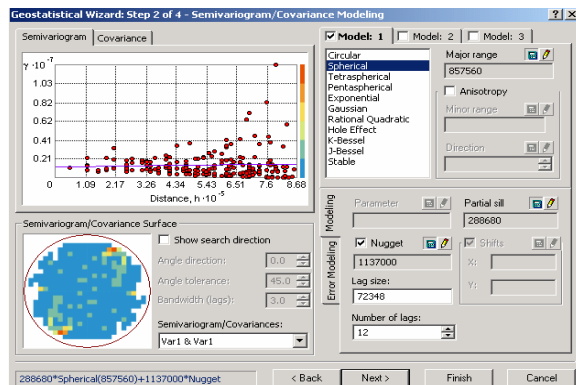 Geostatistical Wizard: Step 2 of 4 - Semivariogram/Covariance Modeling
Semivariogram
Covariance
γ ·10⁻⁷
1.03
0.82
0.62
0.41
0.21
0 1.09 2.17 3.26 4.34 5.43 6.51 7.6 8.68
Distance, h ·10⁻⁵
Semivariogram/Covariance Surface
Show search direction
Angle direction: 0.0
Angle tolerance: 45.0
Bandwidth (lags): 3.0
Semivariogram/Covariances:
Var1 & Var1
Model: 1
Model: 2
Model: 3
Circular
Spherical
Tetraspherical
Pentaspherical
Exponential
Gaussian
Rational Quadratic
Hole Effect
K-Bessel
J-Bessel
Stable
Major range
857560
Anisotropy
Minor range
Direction
Modeling
Error Modeling
Parameter
Partial sill
288680
Nugget
1137000
Shifts
X:
Y:
Lag size:
72348
Number of lags:
12
288680*Spherical(857560)+1137000*Nugget
< Back
Next >
Finish
Cancel